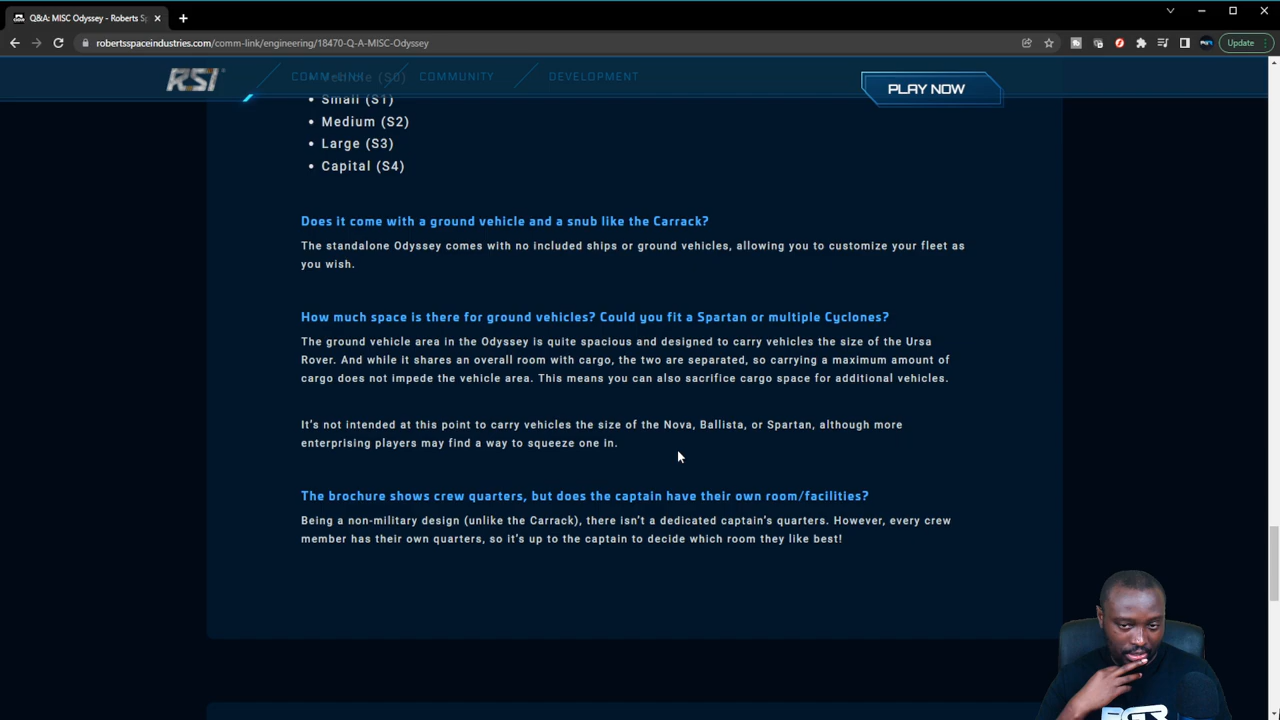 Q&A: MISC Odyssey - Roberts Sp
robertsspaceindustries.com/comm-link/engineering/18470-Q-A-MISC-Odyssey
Update
RSI
COMMUNITY
DEVELOPMENT
PLAY NOW
Vehicle (S0)
• Small (S1)
• Medium (S2)
• Large (S3)
• Capital (S4)
Does it come with a ground vehicle and a snub like the Carrack?
The standalone Odyssey comes with no included ships or ground vehicles, allowing you to customize your fleet as
you wish.
How much space is there for ground vehicles? Could you fit a Spartan or multiple Cyclones?
The ground vehicle area in the Odyssey is quite spacious and designed to carry vehicles the size of the Ursa
Rover. And while it shares an overall room with cargo, the two are separated, so carrying a maximum amount of
cargo does not impede the vehicle area. This means you can also sacrifice cargo space for additional vehicles.
It's not intended at this point to carry vehicles the size of the Nova, Ballista, or Spartan, although more
enterprising players may find a way to squeeze one in.
The brochure shows crew quarters, but does the captain have their own room/facilities?
Being a non-military design (unlike the Carrack), there isn't a dedicated captain's quarters. However, every crew
member has their own quarters, so it's up to the captain to decide which room they like best!